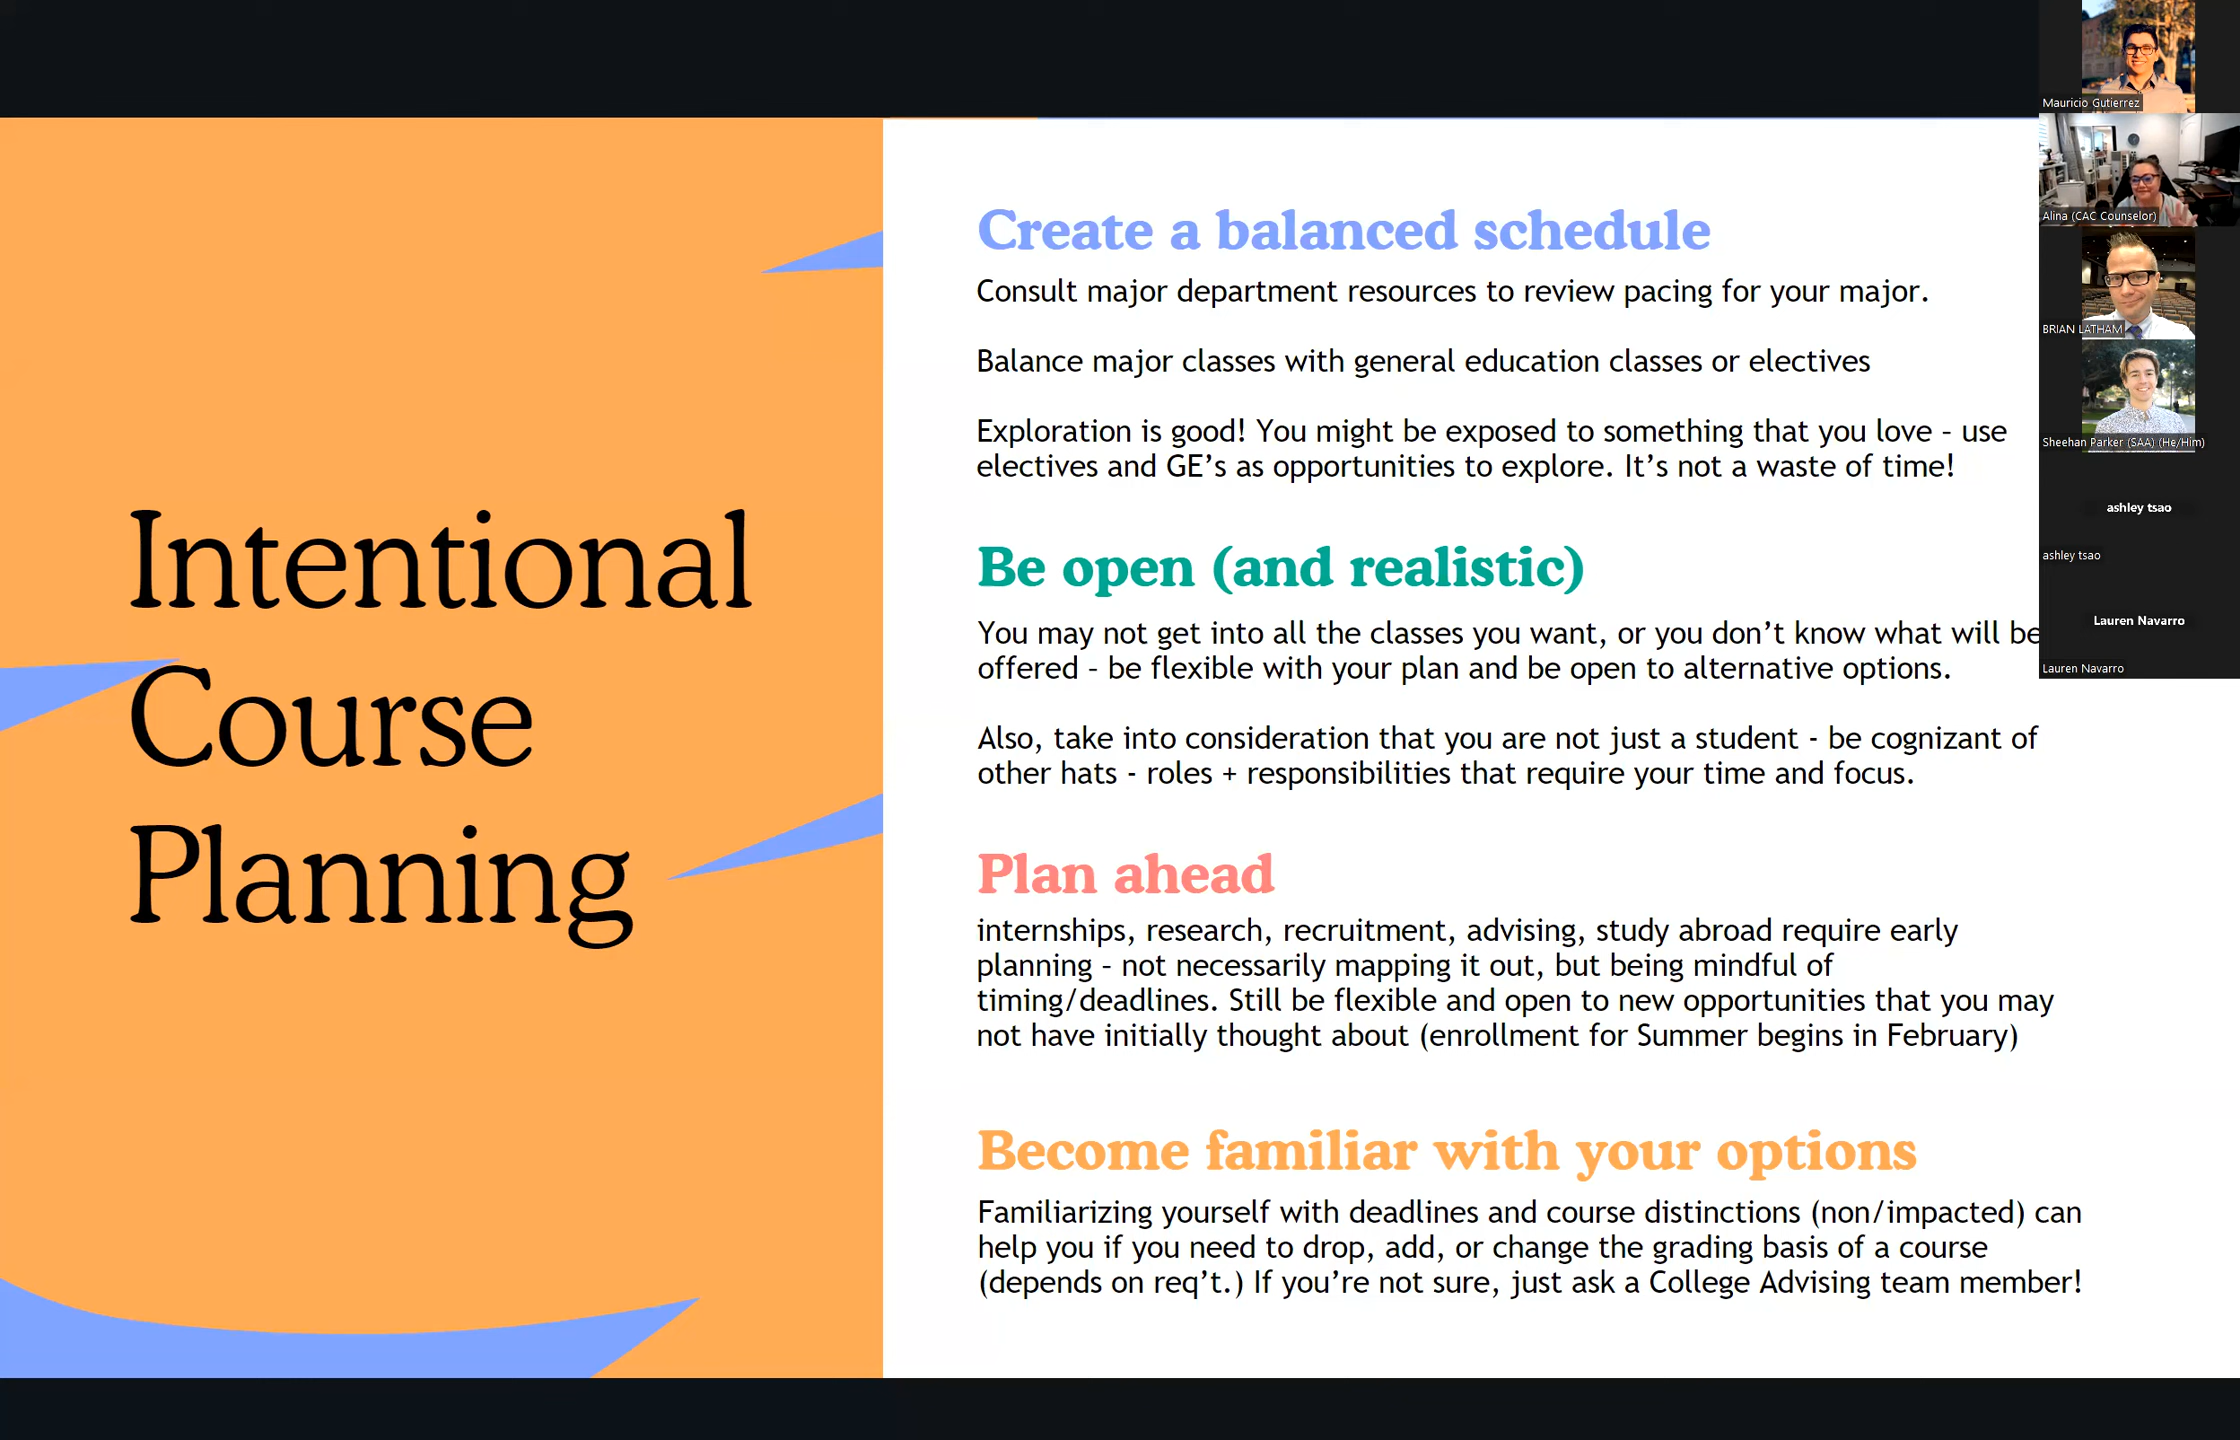 Intentional
Course
Planning
Create a balanced schedule
Consult major department resources to review pacing for your major.
Balance major classes with general education classes or electives
Exploration is good! You might be exposed to something that you love – use
electives and GE’s as opportunities to explore. It’s not a waste of time!
Be open (and realistic)
You may not get into all the classes you want, or you don’t know what will be
offered – be flexible with your plan and be open to alternative options.
Also, take into consideration that you are not just a student - be cognizant of
other hats - roles + responsibilities that require your time and focus.
Plan ahead
internships, research, recruitment, advising, study abroad require early
planning – not necessarily mapping it out, but being mindful of
timing/deadlines. Still be flexible and open to new opportunities that you may
not have initially thought about (enrollment for Summer begins in February)
Become familiar with your options
Familiarizing yourself with deadlines and course distinctions (non/impacted) can
help you if you need to drop, add, or change the grading basis of a course
(depends on req’t.) If you’re not sure, just ask a College Advising team member!
Mauricio Gutierrez
Alina (CAC Counselor)
BRIAN LATHAM
Sheehan Parker (SAA) (He/Him)
ashley tsao
ashley tsao
Lauren Navarro
Lauren Navarro